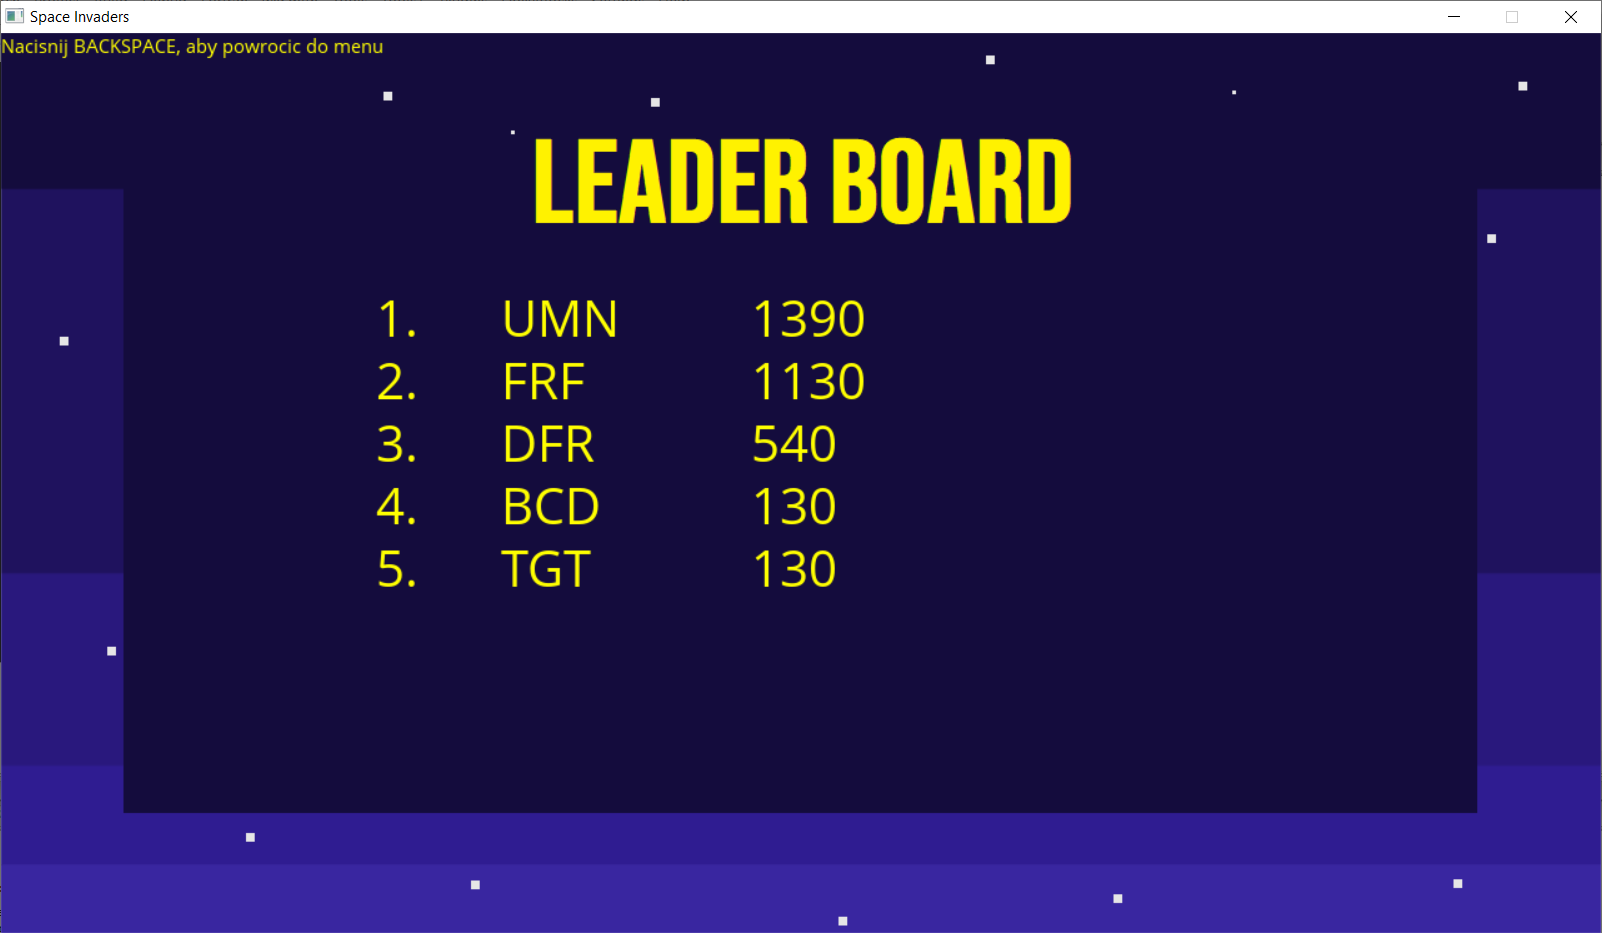 Space Invaders
Nacisnij BACKSPACE, aby powrocic do menu
LEADER BOARD
1. UMN 1390
2. FRF 1130
3. DFR 540
4. BCD 130
5. TGT 130